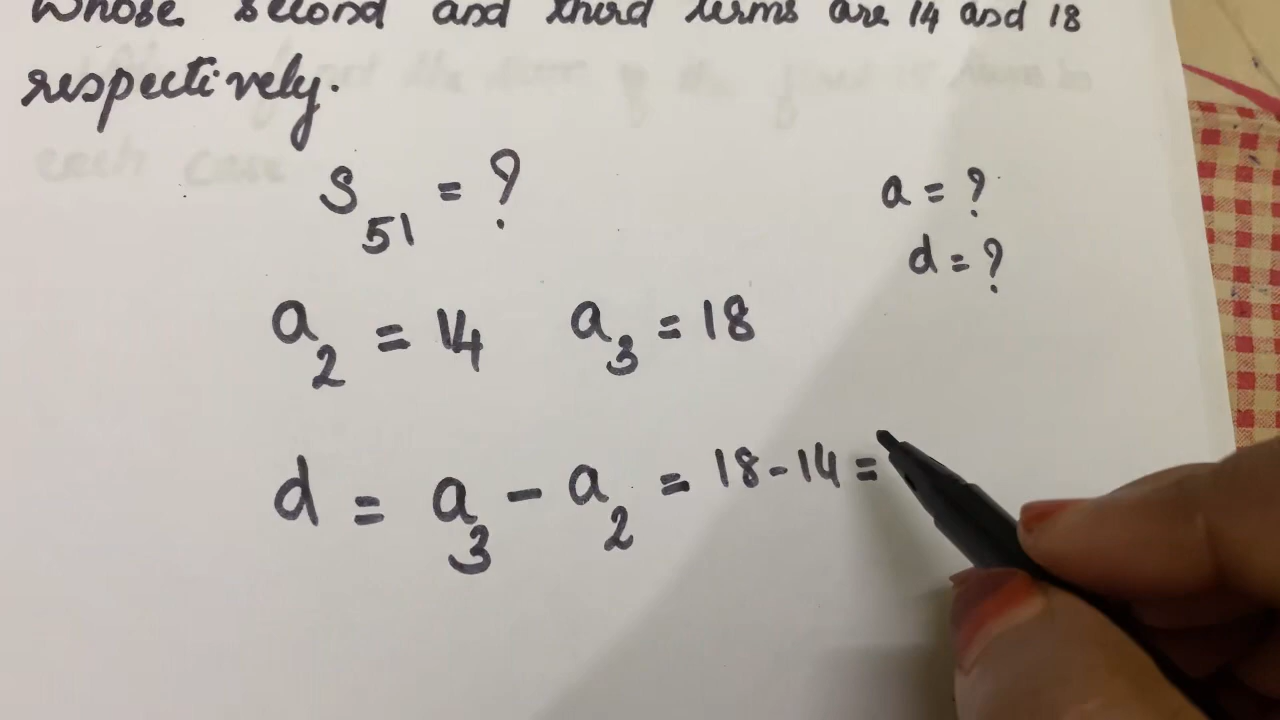 whose second and third terms are 14 and 18
respectively.
S₅₁ = ?
a = ?
d = ?
a₂ = 14 a₃ = 18
d = a₃ - a₂ = 18 - 14 =